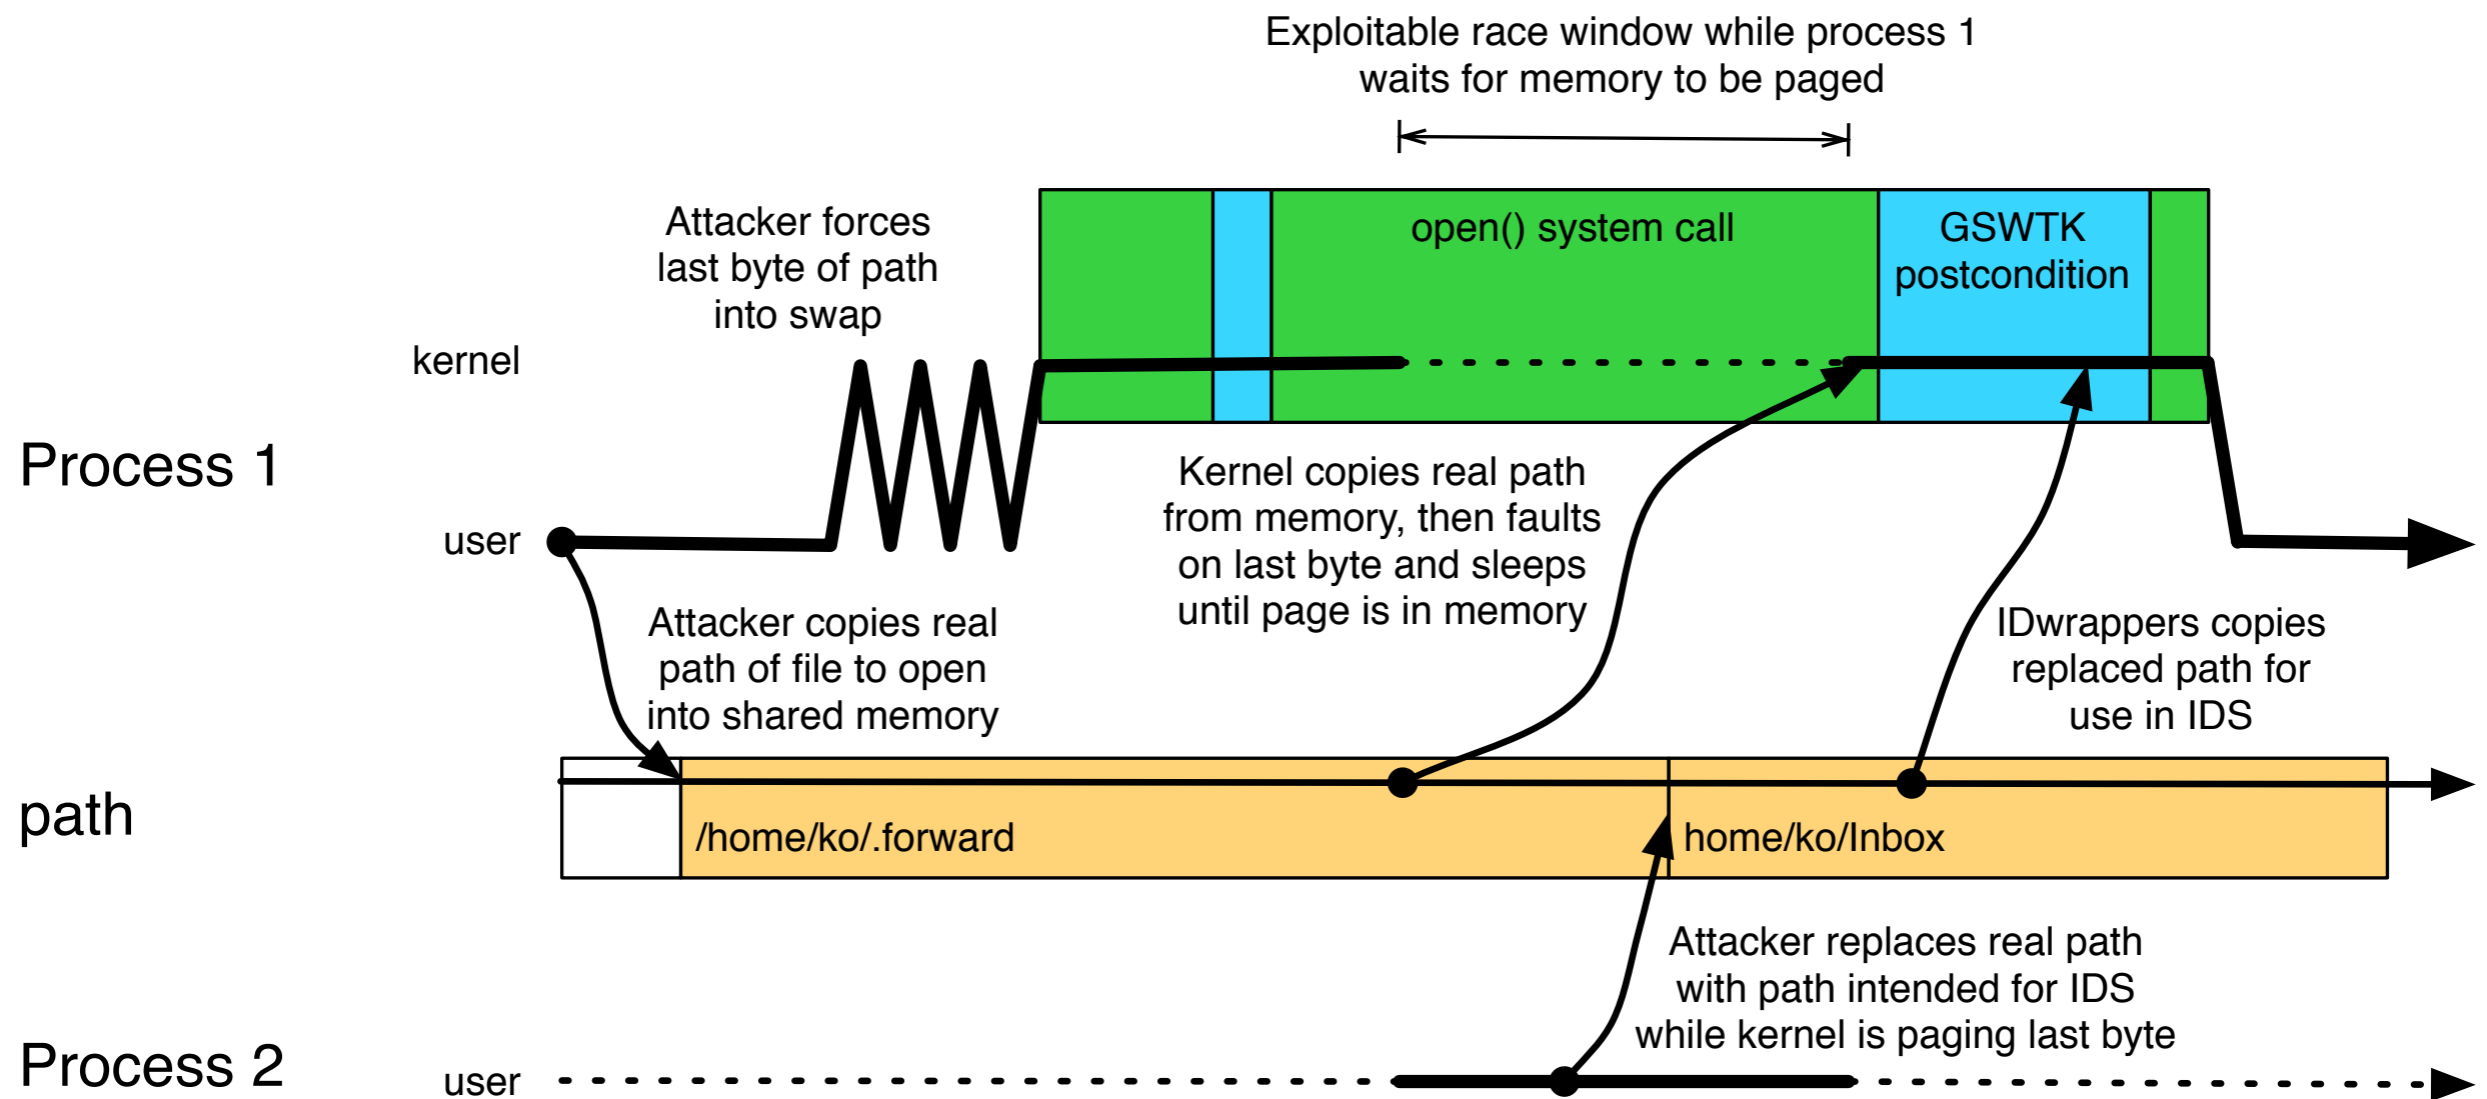 Exploitable race window while process 1
waits for memory to be paged
Attacker forces
last byte of path
into swap
open() system call
GSWTK
postcondition
kernel
Process 1
user
Kernel copies real path
from memory, then faults
on last byte and sleeps
until page is in memory
Attacker copies real
path of file to open
into shared memory
IDwrappers copies
replaced path for
use in IDS
path
/home/ko/.forward
home/ko/Inbox
Attacker replaces real path
with path intended for IDS
while kernel is paging last byte
Process 2
user